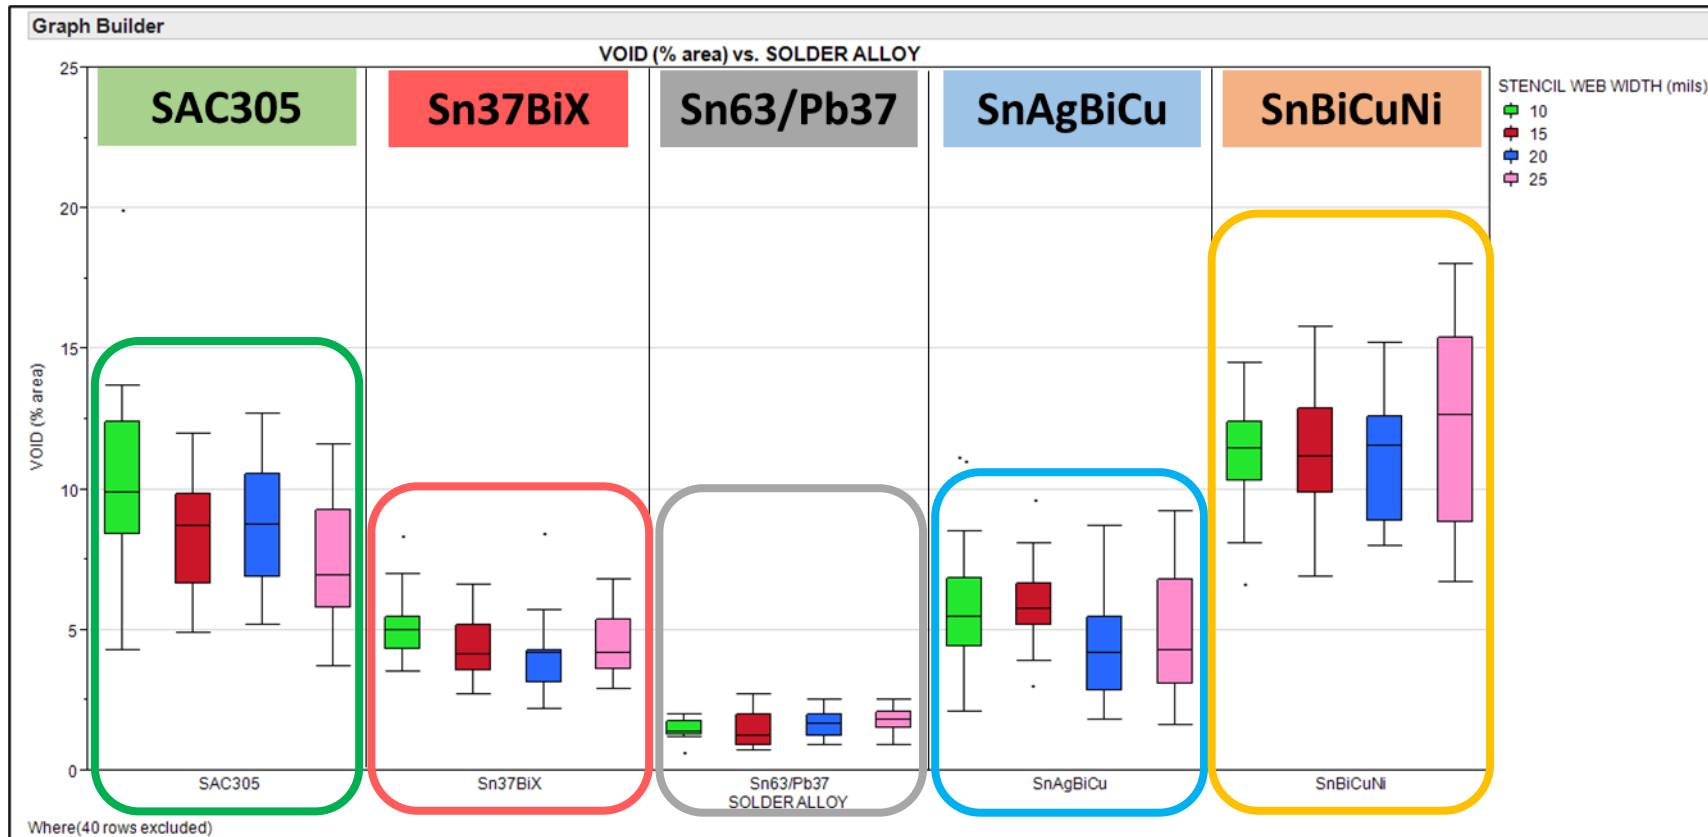 Graph Builder
VOID (% area) vs. SOLDER ALLOY
25
20
15
10
5
0
VOID (% area)
SAC305
Sn37BiX
Sn63/Pb37
SnAgBiCu
SnBiCuNi
STENCIL WEB WIDTH (mils)
10
15
20
25
SAC305
Sn37BiX
Sn63/Pb37
SnAgBiCu
SnBiCuNi
SOLDER ALLOY
Where(40 rows excluded)